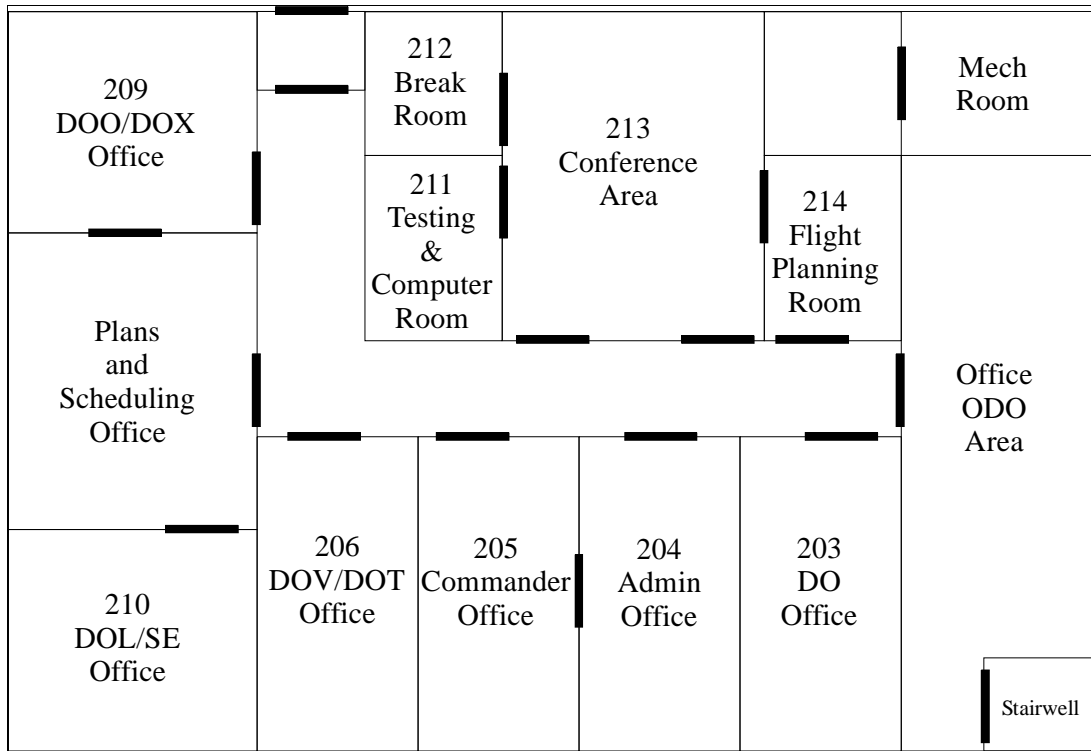 209
DOO/DOX
Office
212
Break
Room
213
Conference
Area
Mech
Room
211
Testing
&
Computer
Room
214
Flight
Planning
Room
Plans
and
Scheduling
Office
Office
ODO
Area
210
DOL/SE
Office
206
DOV/DOT
Office
205
Commander
Office
204
Admin
Office
203
DO
Office
Stairwell